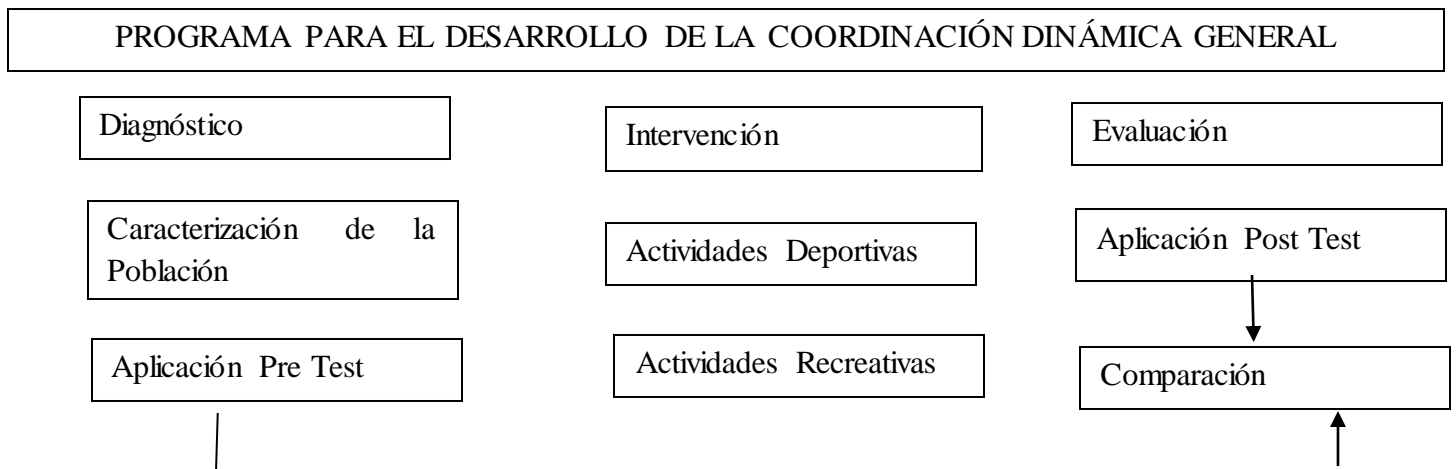 PROGRAMA PARA EL DESARROLLO DE LA COORDINACIÓN DINÁMICA GENERAL
Diagnóstico
Intervención
Evaluación
Caracterización de la
Población
Actividades Deportivas
Aplicación Post Test
Aplicación Pre Test
Actividades Recreativas
Comparación